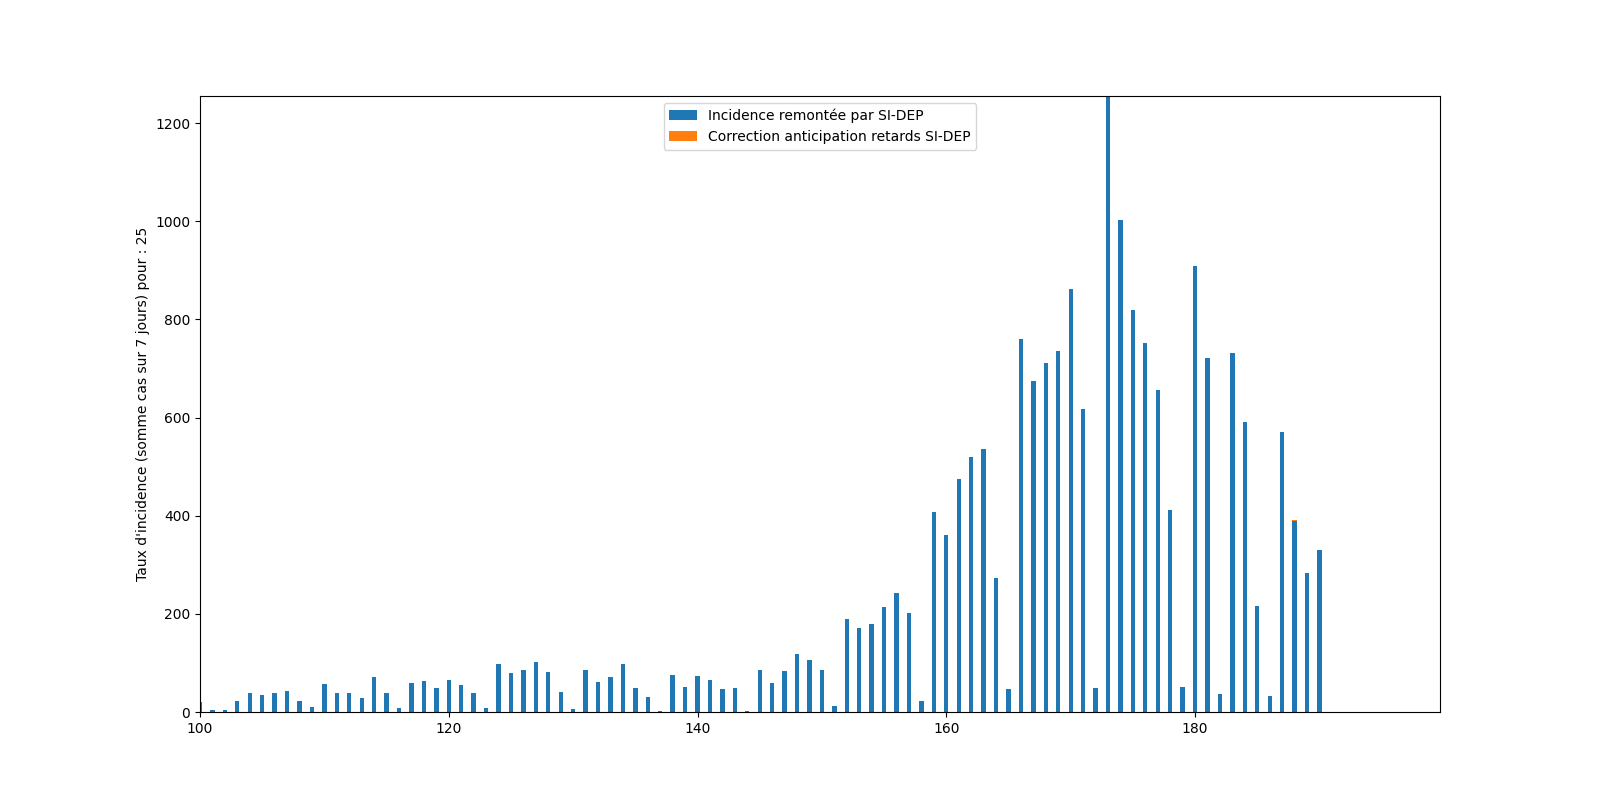 Incidence remontée par SI-DEP
Correction anticipation retards SI-DEP
Taux d'incidence (somme cas sur 7 jours) pour : 25
1200
1000
800
600
400
200
0
100 120 140 160 180